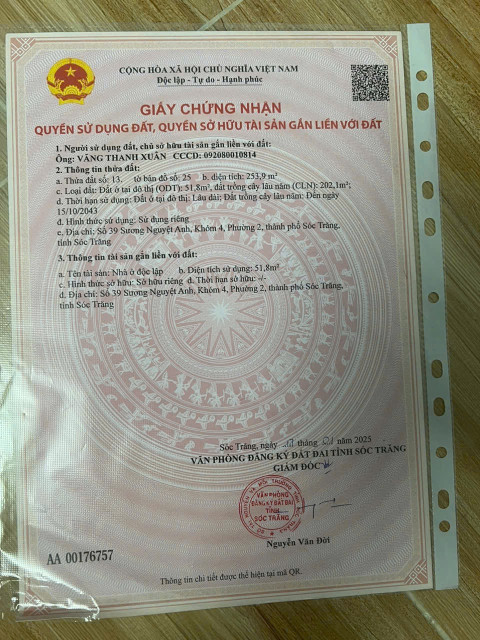 CỘNG HÒA XÃ HỘI CHỦ NGHĨA VIỆT NAM
Độc lập - Tự do - Hạnh phúc
GIẤY CHỨNG NHẬN
QUYỀN SỬ DỤNG ĐẤT, QUYỀN SỞ HỮU TÀI SẢN GẮN LIỀN VỚI ĐẤT
1. Người sử dụng đất, chủ sở hữu tài sản gắn liền với đất:
Ông: VĂNG THANH XUÂN CCCD: 092080010814
2. Thông tin thửa đất:
a. Thửa đất số: 13. tờ bản đồ số: 25 b. diện tích: 253,9 m²
c. Loại đất: Đất ở tại đô thị (ODT): 51,8m², đất trồng cây lâu năm (CLN): 202,1m²;
d. Thời hạn sử dụng: Lâu dài: Đất ở tại đô thị; Đất trồng cây lâu năm: Đến ngày
15/10/2043
đ. Hình thức sử dụng: Sử dụng riêng
e. Địa chỉ: Số 39 Sương Nguyệt Anh, Khóm 4, Phường 2, thành phố Sóc Trăng,
tỉnh Sóc Trăng
3. Thông tin tài sản gắn liền với đất:
a. Tên tài sản: Nhà ở độc lập b. Diện tích sử dụng: 51,8m²
c. Hình thức sở hữu: Sở hữu riêng d. Thời hạn sở hữu: -/-
đ. Địa chỉ: Số 39 Sương Nguyệt Anh, Khóm 4, Phường 2, thành phố Sóc Trăng,
tỉnh Sóc Trăng
Sóc Trăng, ngày tháng năm 2025
VĂN PHÒNG ĐĂNG KÝ ĐẤT ĐAI TỈNH SÓC TRĂNG
GIÁM ĐỐC
VĂN PHÒNG
ĐĂNG KÝ ĐẤT ĐAI
TỈNH
SÓC TRĂNG
Nguyễn Văn Đời
AA 00176757
Thông tin chi tiết được thể hiện tại mã QR.